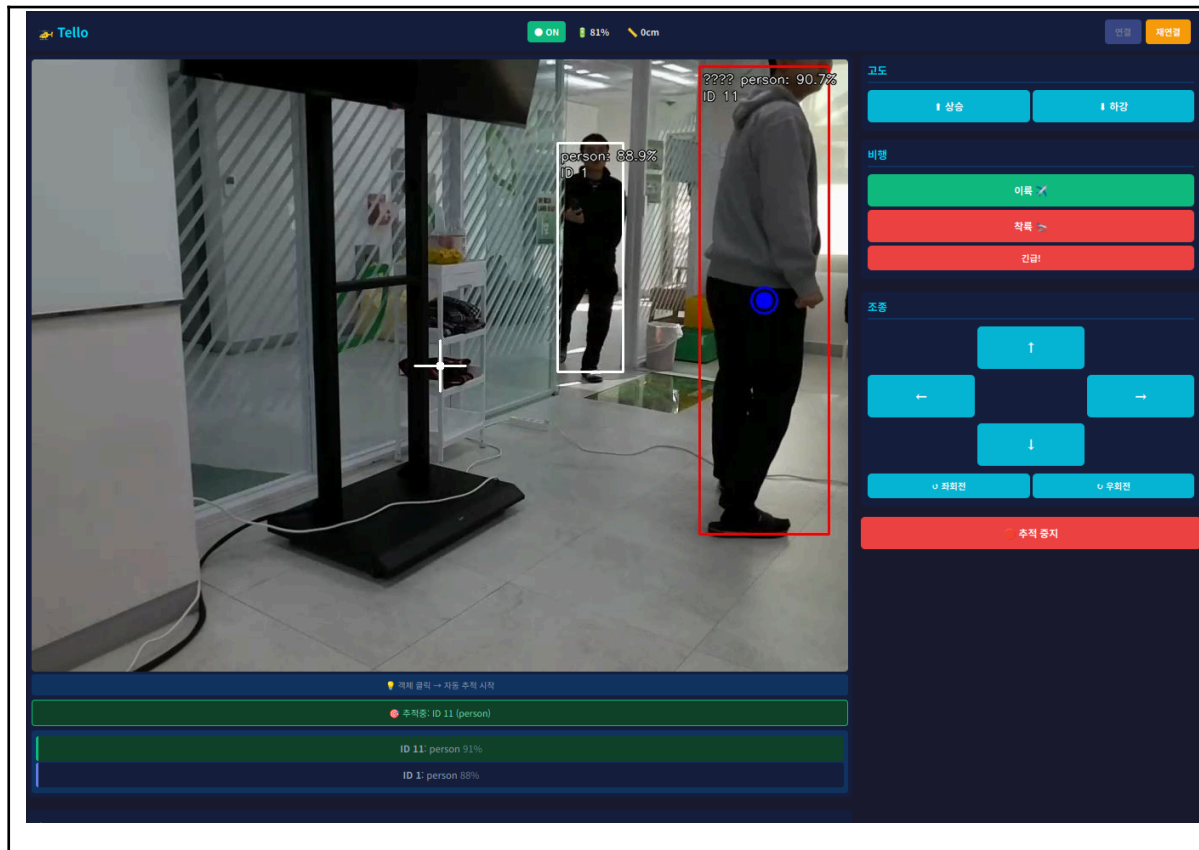 Tello
ON 81% 0cm
연결 재연결
???? person: 90.7%
ID 11
person: 88.9%
ID 1
고도
⬆ 상승 ⬇ 하강
비행
이륙
착륙
긴급!
조종
↑
← →
↓
↺ 좌회전 ↻ 우회전
추적 중지
💡 객체 클릭 → 자동 추적 시작
🎯 추적중: ID 11 (person)
ID 11: person 91%
ID 1: person 88%